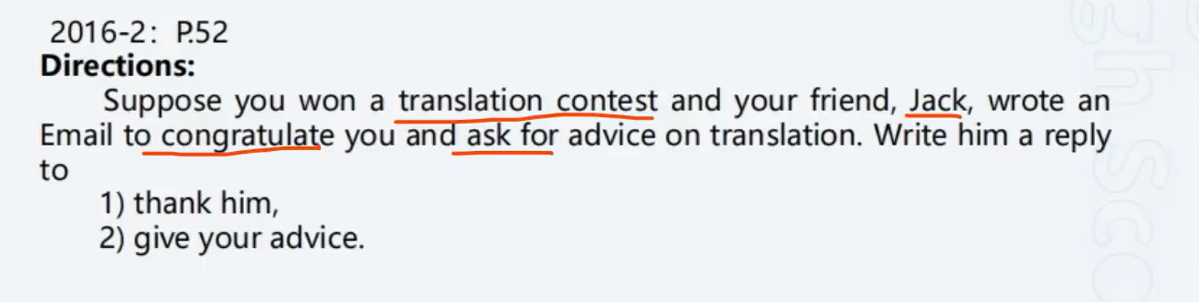 2016-2: P.52
Directions:
Suppose you won a translation contest and your friend, Jack, wrote an
Email to congratulate you and ask for advice on translation. Write him a reply
to
1) thank him,
2) give your advice.